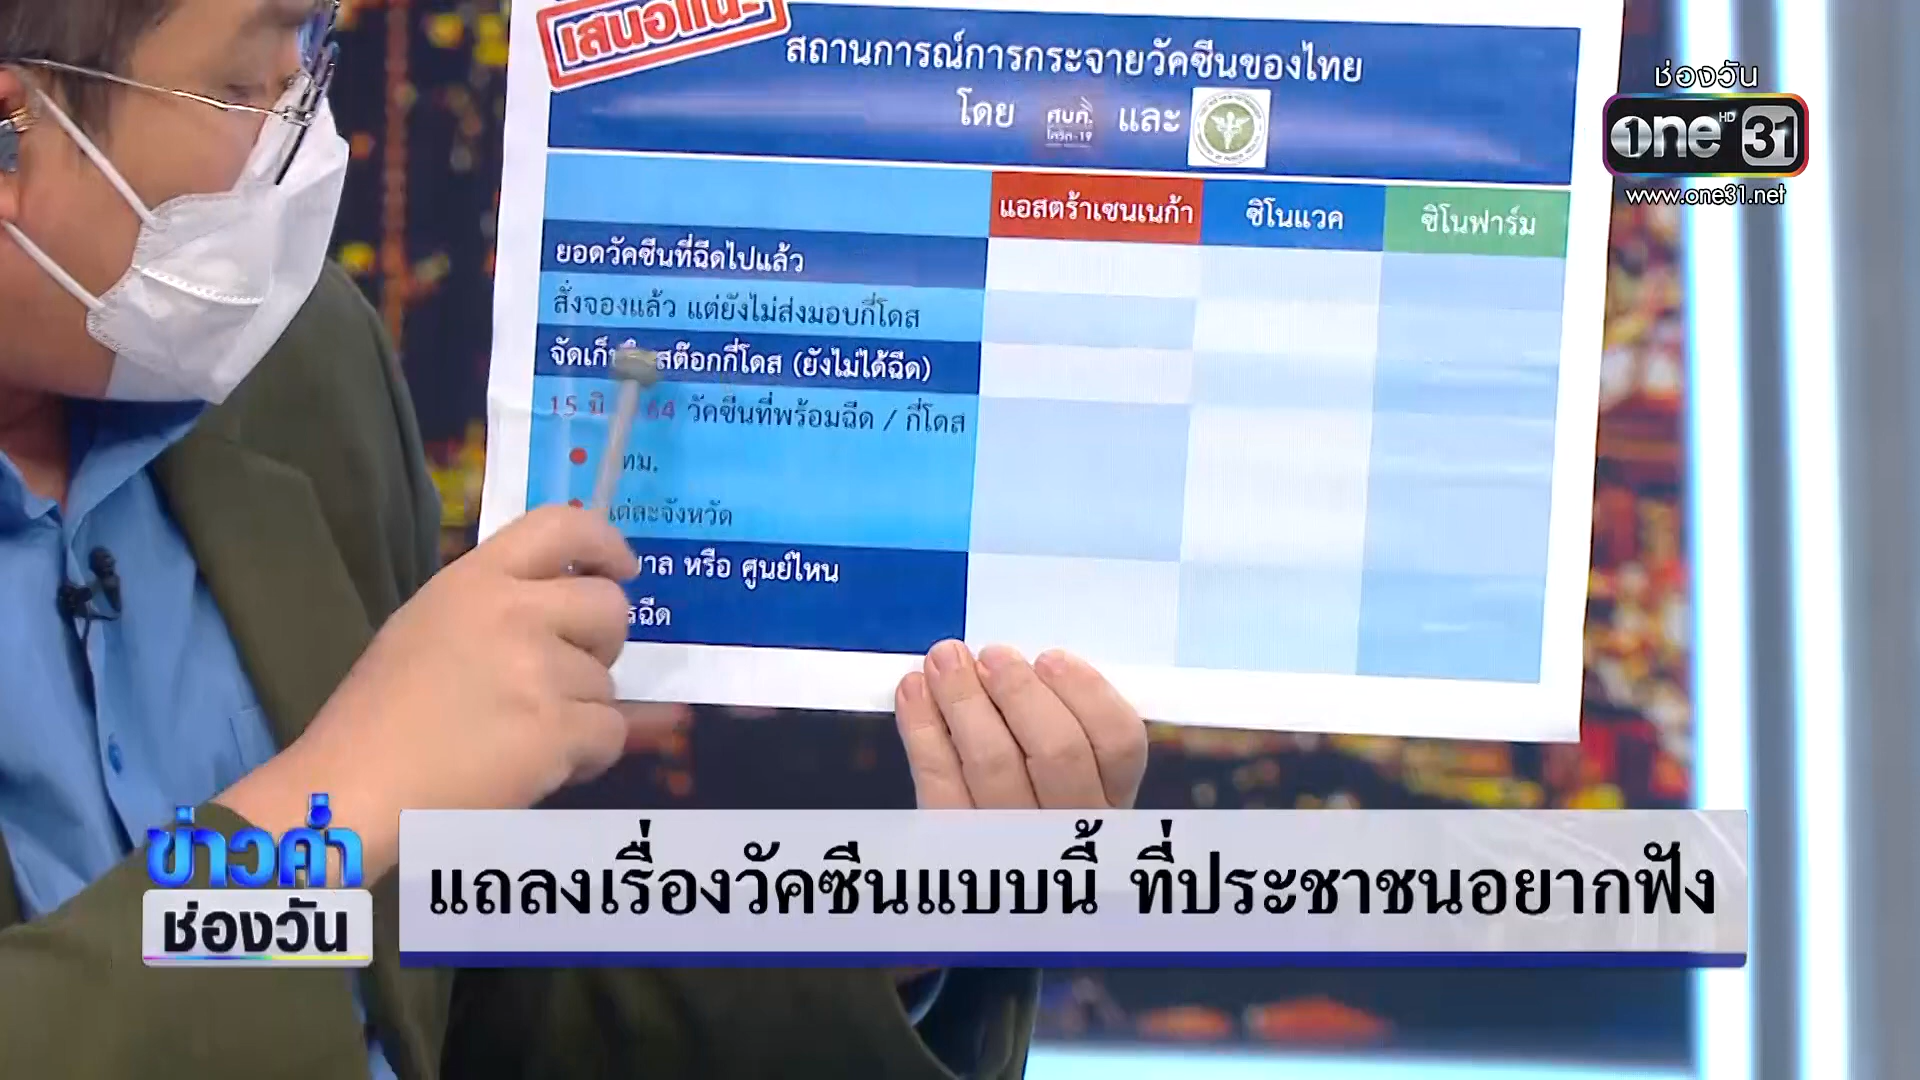 เสนอแนะ
สถานการณ์การกระจายวัคซีนของไทย
โดย ศบค. โควิด-19 และ
ช่องวัน
one HD 31
www.one31.net
แอสตร้าเซนเนก้า ซิโนแวค ซิโนฟาร์ม
ยอดวัคซีนที่ฉีดไปแล้ว
สั่งจองแล้ว แต่ยังไม่ส่งมอบกี่โดส
สต๊อกกี่โดส (ยังไม่ได้ฉีด)
15 มิ 64 วัคซีนที่พร้อมฉีด / กี่โดส
ทม.
แต่ละจังหวัด
หรือ ศูนย์ไหน
ข่าวค่ำ
ช่องวัน
แถลงเรื่องวัคซีนแบบนี้ ที่ประชาชนอยากฟัง